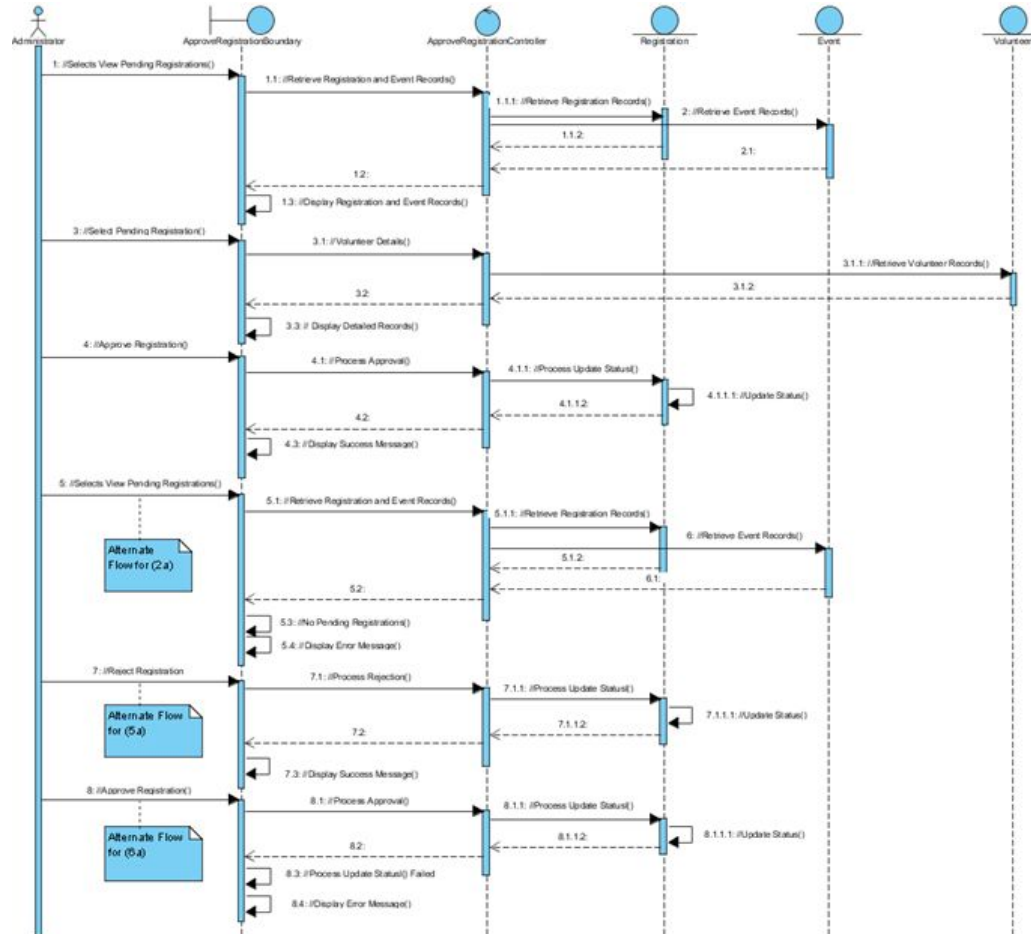 Administrator
ApproveRegistrationBoundary
ApproveRegistrationController
Registration
Event
Volunteer
1: //Selects View Pending Registrations()
1.1: //Retrieve Registration and Event Records()
1.1.1: //Retrieve Registration Records()
2: //Retrieve Event Records()
1.1.2:
2.1:
1.2:
1.3: //Display Registration and Event Records()
3: //Select Pending Registration()
3.1: //Volunteer Details()
3.1.1: //Retrieve Volunteer Records()
3.1.2:
3.2:
3.3: // Display Detailed Records()
4: //Approve Registration()
4.1: //Process Approval()
4.1.1: //Process Update Status()
4.1.1.1: //Update Status()
4.1.1.2:
4.2:
4.3: //Display Success Message()
5: //Selects View Pending Registrations()
5.1: //Retrieve Registration and Event Records()
5.1.1: //Retrieve Registration Records()
6: //Retrieve Event Records()
Alternate
Flow for (2a)
5.1.2:
6.1:
5.2:
5.3: //No Pending Registrations()
5.4: //Display Error Message()
7: //Reject Registration
7.1: //Process Rejection()
7.1.1: //Process Update Status()
Alternate Flow
for (5a)
7.1.1.1: //Update Status()
7.1.1.2:
7.2:
7.3: //Display Success Message()
8: //Approve Registration()
8.1: //Process Approval()
8.1.1: //Process Update Status()
Alternate Flow
for (6a)
8.1.1.1: //Update Status()
8.1.1.2:
8.2:
8.3: //Process Update Status() Failed
8.4: //Display Error Message()